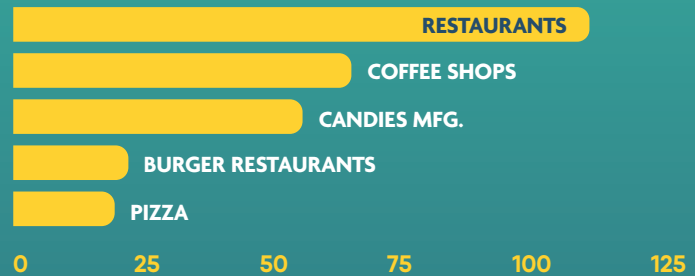 RESTAURANTS
COFFEE SHOPS
CANDIES MFG.
BURGER RESTAURANTS
PIZZA
0 25 50 75 100 125